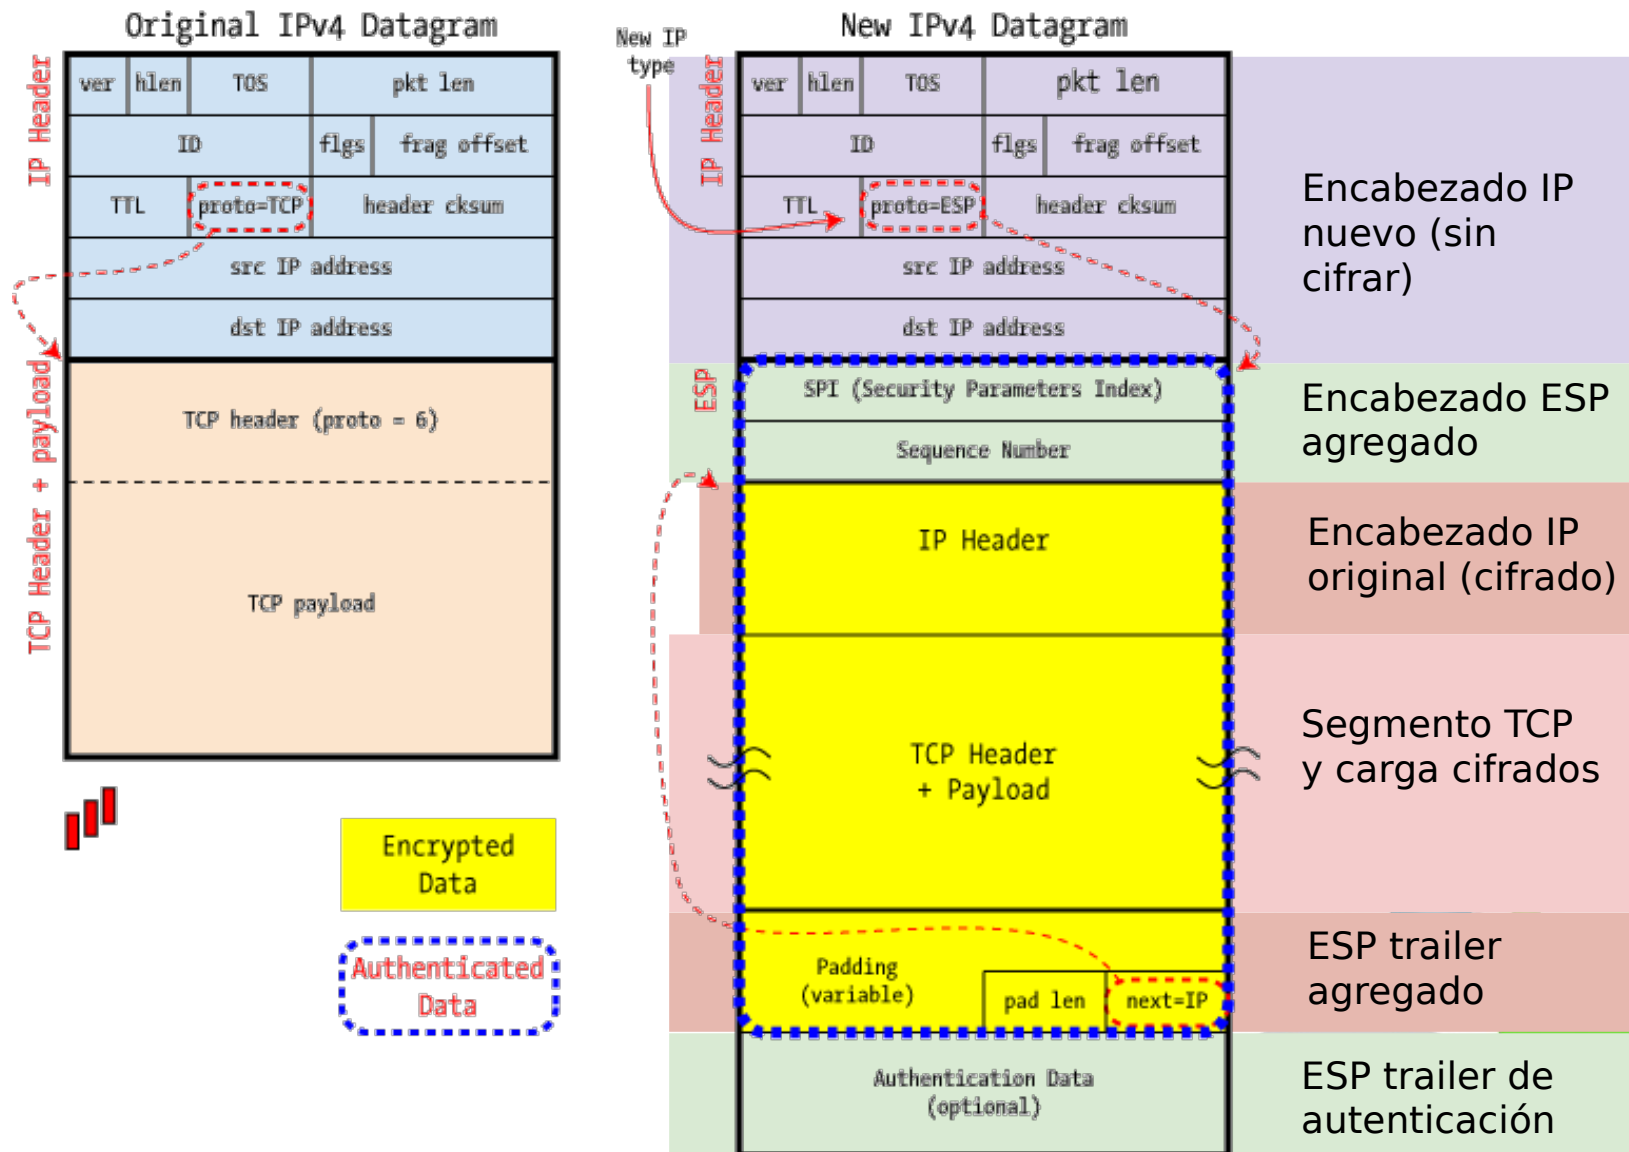 Original IPv4 Datagram
IP Header
ver hlen TOS pkt len
ID flgs frag offset
TTL proto=TCP header cksum
src IP address
dst IP address
TCP Header + payload
TCP header (proto = 6)
TCP payload
Encrypted
Data
Authenticated
Data
New IP
type
New IPv4 Datagram
IP Header
ver hlen TOS pkt len
ID flgs frag offset
TTL proto=ESP header cksum
src IP address
dst IP address
ESP
SPI (Security Parameters Index)
Sequence Number
IP Header
TCP Header
+ Payload
Padding
(variable)
pad len next=IP
Authentication Data
(optional)
Encabezado IP
nuevo (sin
cifrar)
Encabezado ESP
agregado
Encabezado IP
original (cifrado)
Segmento TCP
y carga cifrados
ESP trailer
agregado
ESP trailer de
autenticación